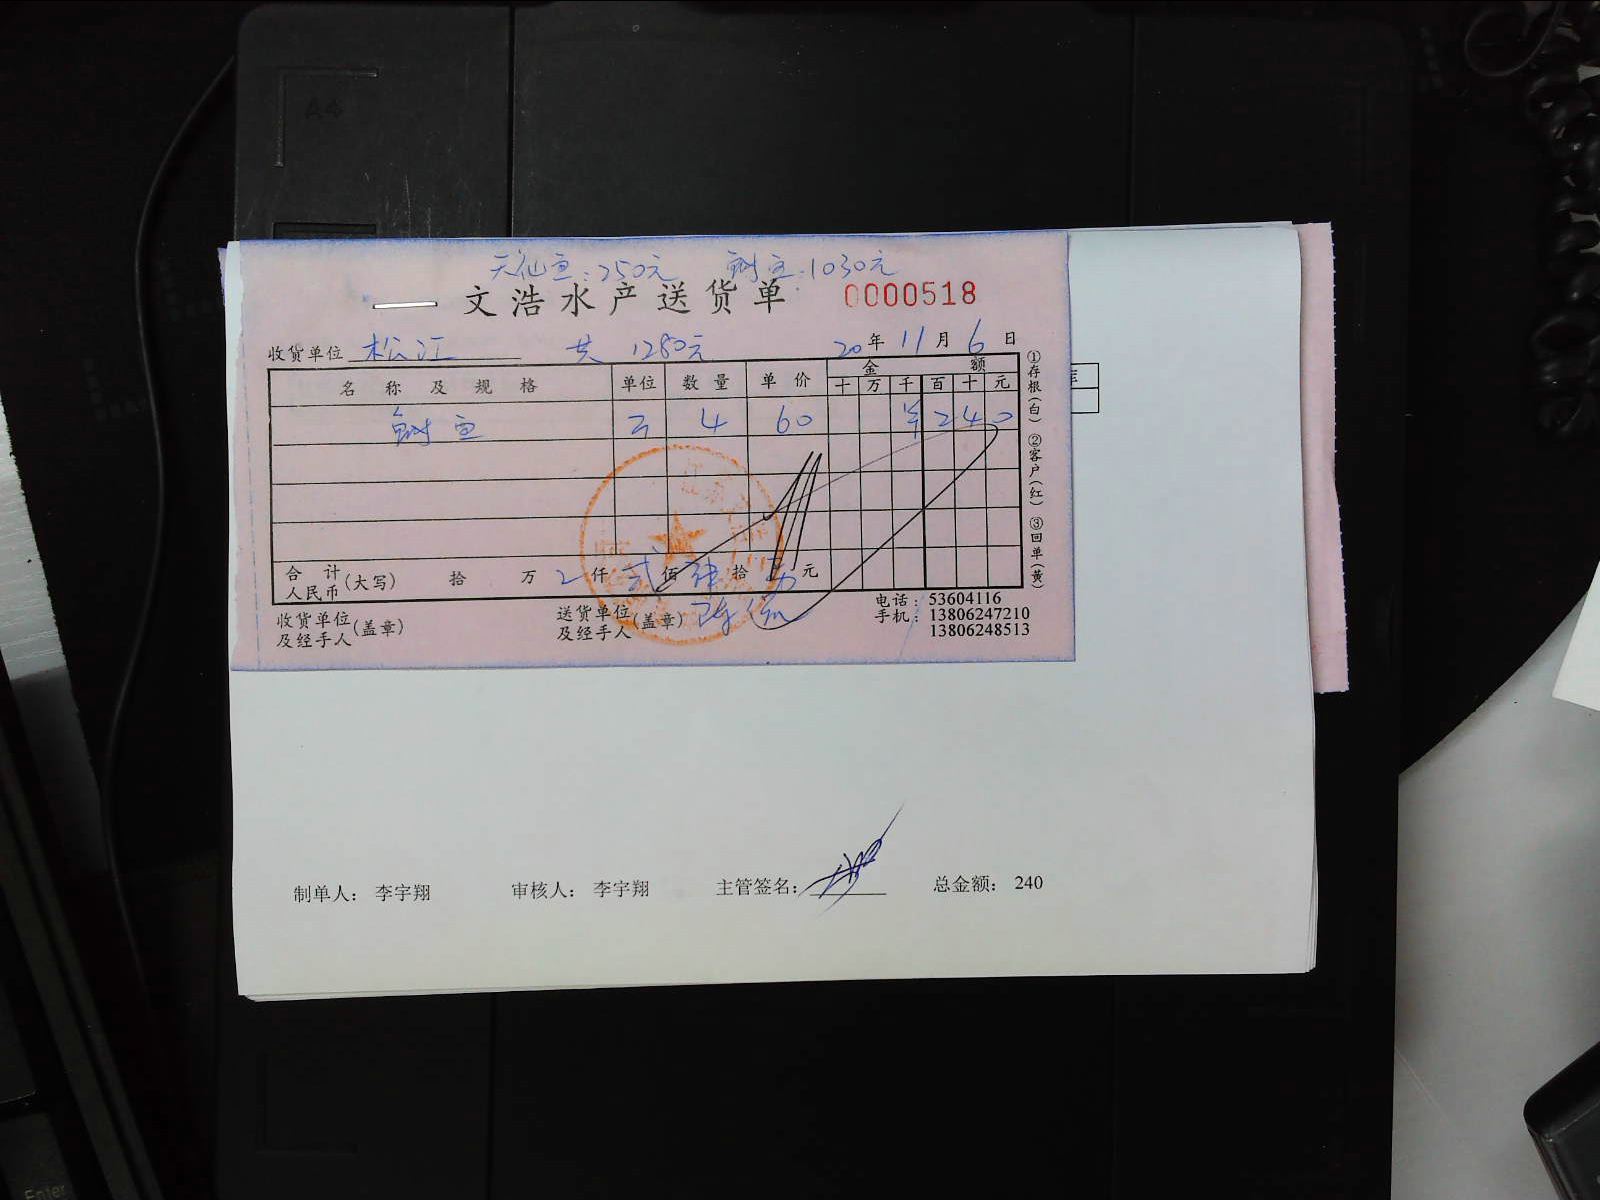 A4
天仙鱼:250元 鲥鱼:1030元
文浩水产送货单 0000518
收货单位 松江 共 1280元 20年 11月 6日
名称及规格 单位 数量 单价 金额
十 万 千 百 十 元
鲥鱼 4 60 ¥ 2 4 0
合计人民币(大写) 拾 万 仟 贰佰 肆拾 元
收货单位及经手人(盖章) 送货单位及经手人(盖章)
电话:53604116
手机:13806247210
13806248513
①存根(白) ②客户(红) ③回单(黄)
制单人: 李宇翔 审核人: 李宇翔 主管签名: 总金额: 240
Enter